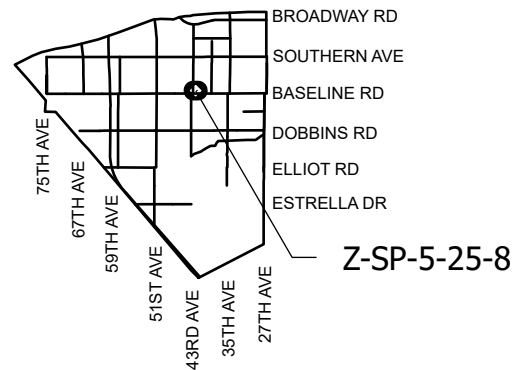 BROADWAY RD
SOUTHERN AVE
BASELINE RD
DOBBINS RD
ELLIOT RD
ESTRELLA DR
75TH AVE
67TH AVE
59TH AVE
51ST AVE
43RD AVE
35TH AVE
27TH AVE
Z-SP-5-25-8